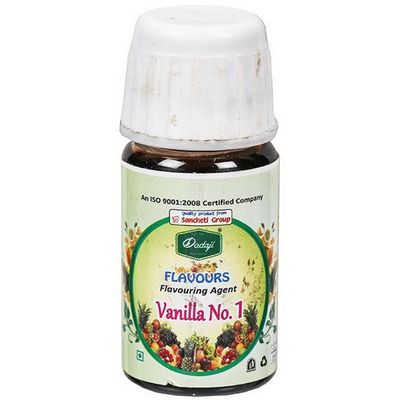 An ISO 9001:2008 Certified Company
Quality product from
Sancheti Group
Dadaji
FLAVOURS
Flavouring Agent
Vanilla No. 1